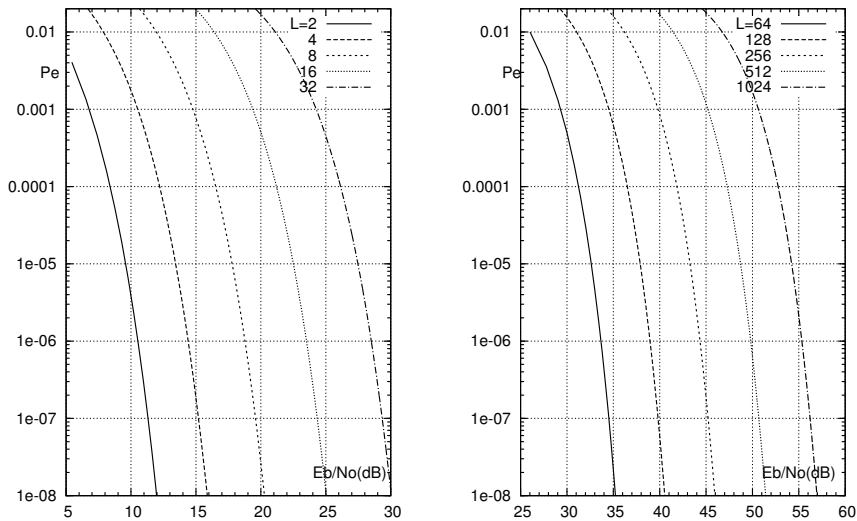 0.01
Pe
0.001
0.0001
1e-05
1e-06
1e-07
1e-08
L=2
4
8
16
32
Eb/No(dB)
5 10 15 20 25 30
0.01
Pe
0.001
0.0001
1e-05
1e-06
1e-07
1e-08
L=64
128
256
512
1024
Eb/No(dB)
25 30 35 40 45 50 55 60